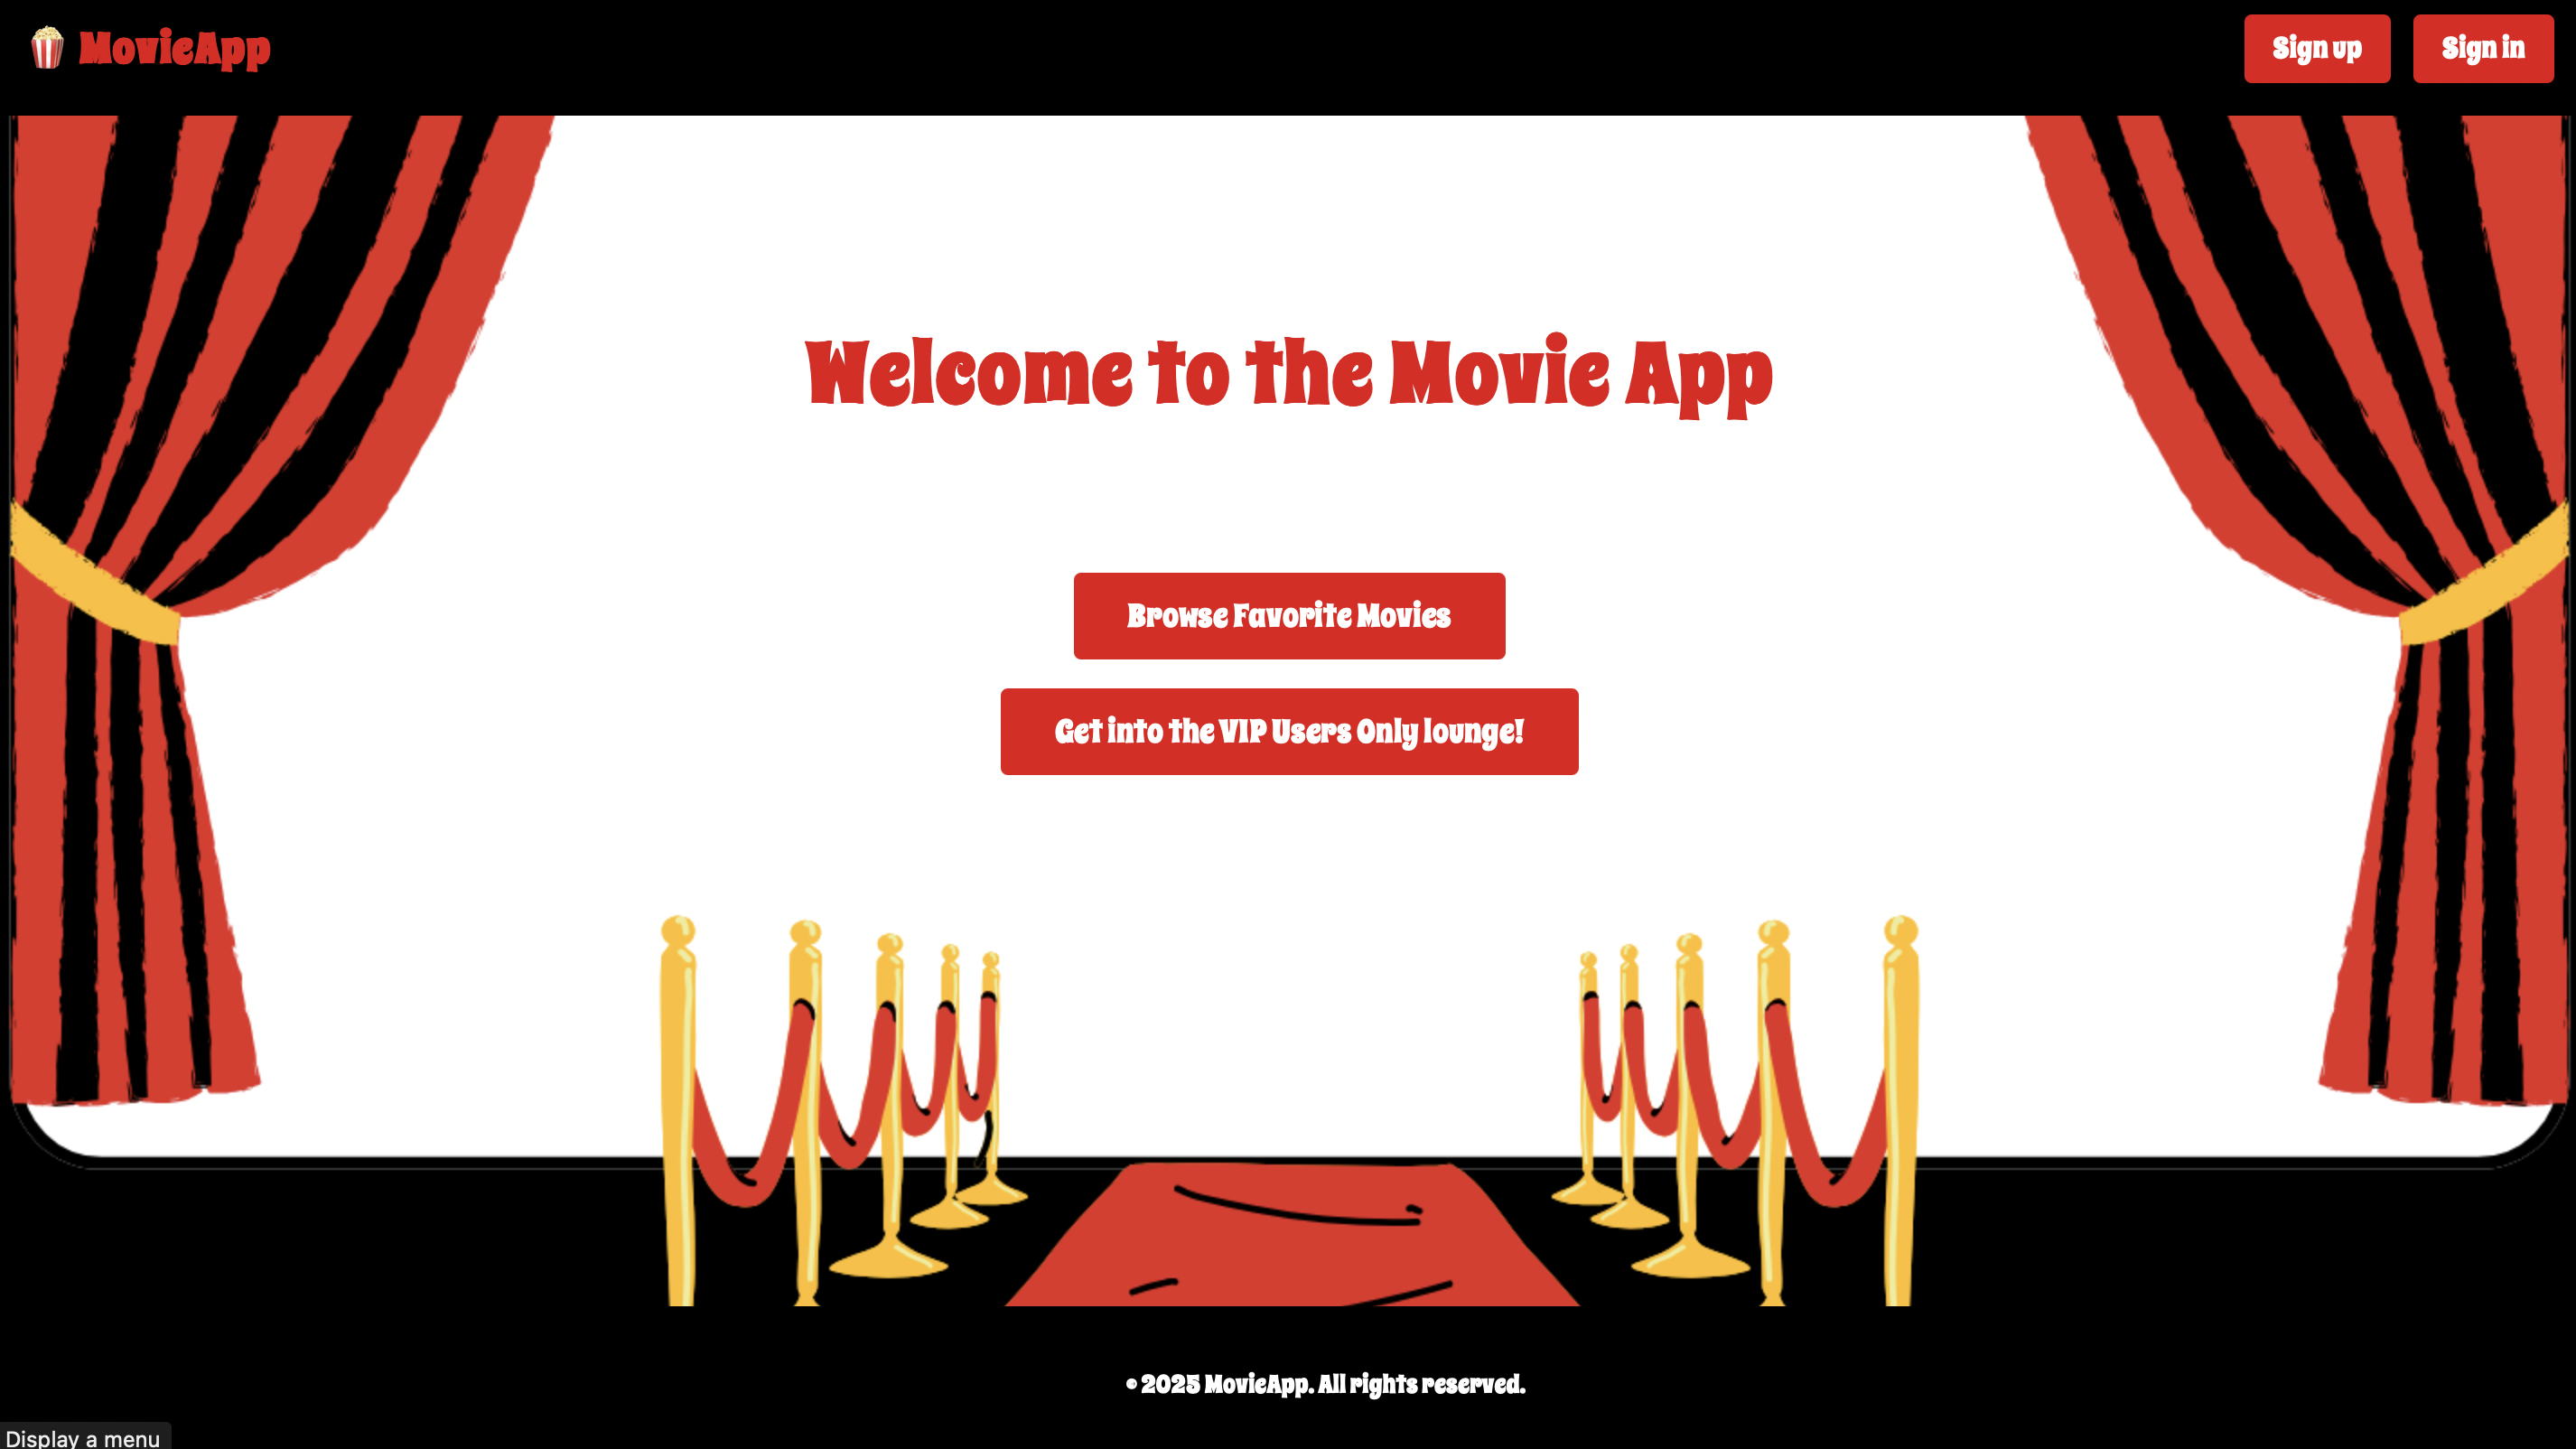 MovieApp
Sign up
Sign in
Welcome to the Movie App
Browse Favorite Movies
Get into the VIP Users Only lounge!
© 2025 MovieApp. All rights reserved.
Display a menu